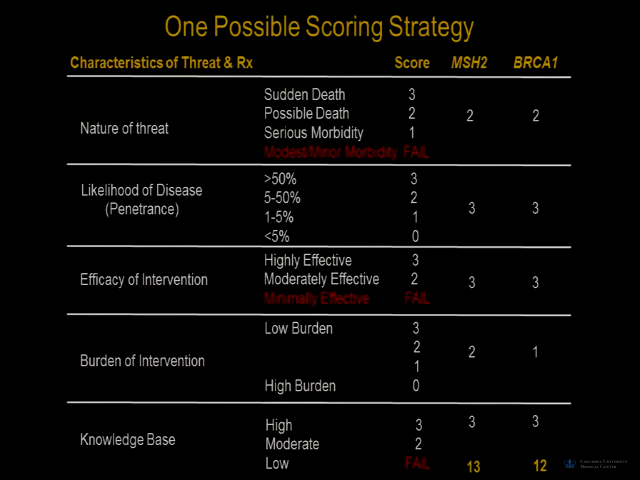 One Possible Scoring Strategy
Characteristics of Threat & Rx Score MSH2 BRCA1
Sudden Death 3
Possible Death 2
Nature of threat Serious Morbidity 1 2 2
Modest/Minor Morbidity FAIL
>50% 3
Likelihood of Disease 5-50% 2
(Penetrance) 1-5% 1 3 3
<5% 0
Highly Effective 3
Efficacy of Intervention Moderately Effective 2 3 3
Minimally Effective FAIL
Low Burden 3
2 2 1
Burden of Intervention 1
High Burden 0
High 3 3 3
Knowledge Base Moderate 2
Low FAIL 13 12
COLUMBIA UNIVERSITY
MEDICAL CENTER